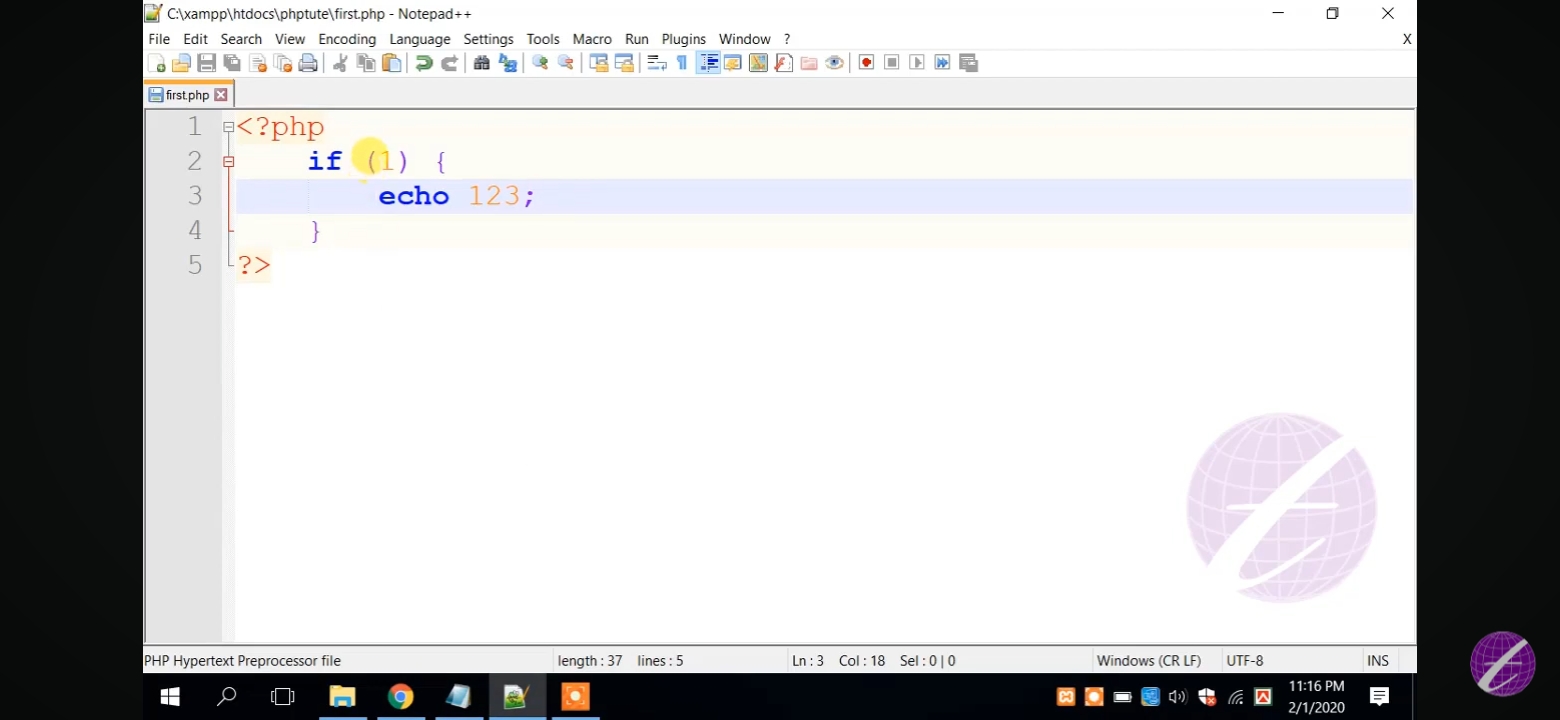 C:\xampp\htdocs\phptute\first.php - Notepad++
File Edit Search View Encoding Language Settings Tools Macro Run Plugins Window ? X
first.php
1 <?php
2 if (1) {
3 echo 123;
4 }
5 ?>
PHP Hypertext Preprocessor file length : 37 lines : 5 Ln : 3 Col : 18 Sel : 0 | 0 Windows (CR LF) UTF-8 INS
11:16 PM
2/1/2020